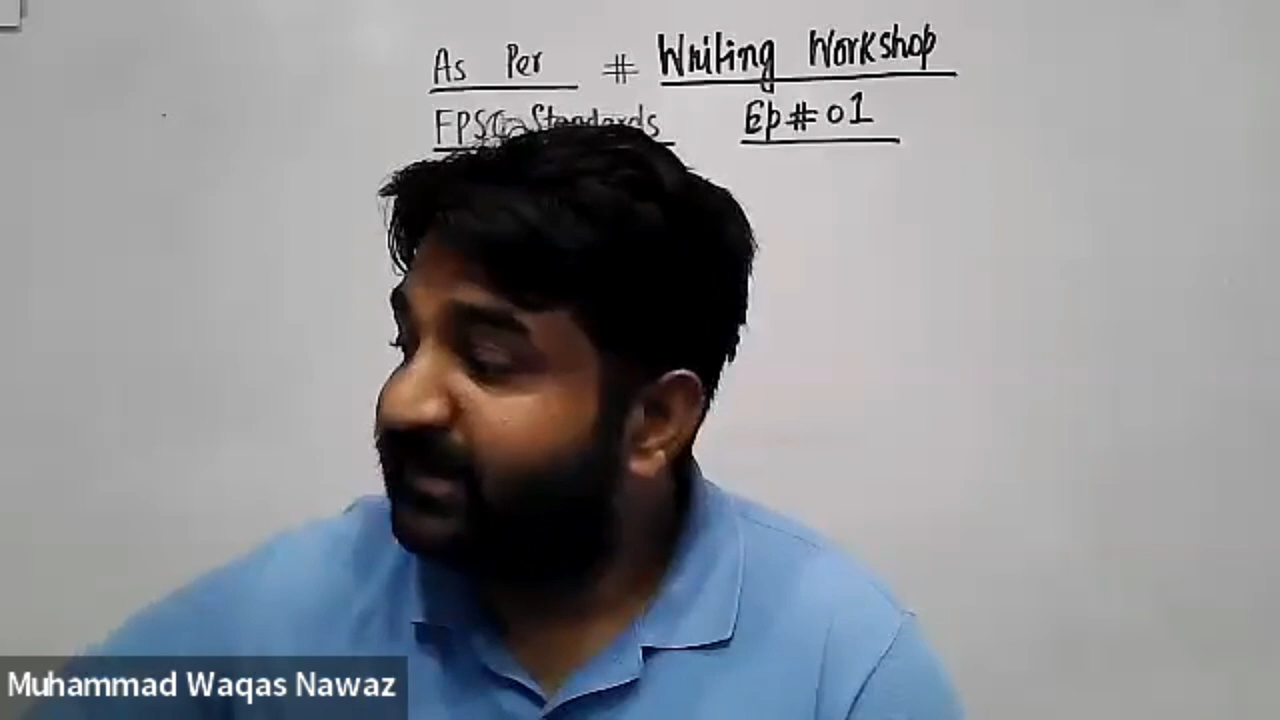 As Per # Writing Workshop
FPSC Standards Ep#01
Muhammad Waqas Nawaz